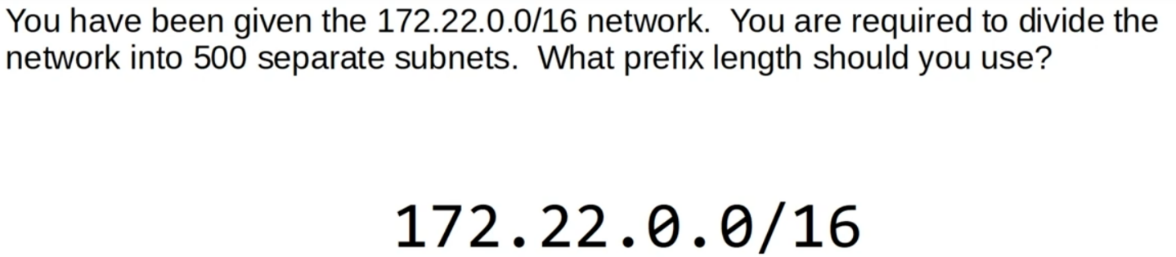 You have been given the 172.22.0.0/16 network.  You are required to divide the
network into 500 separate subnets.  What prefix length should you use?
172.22.0.0/16